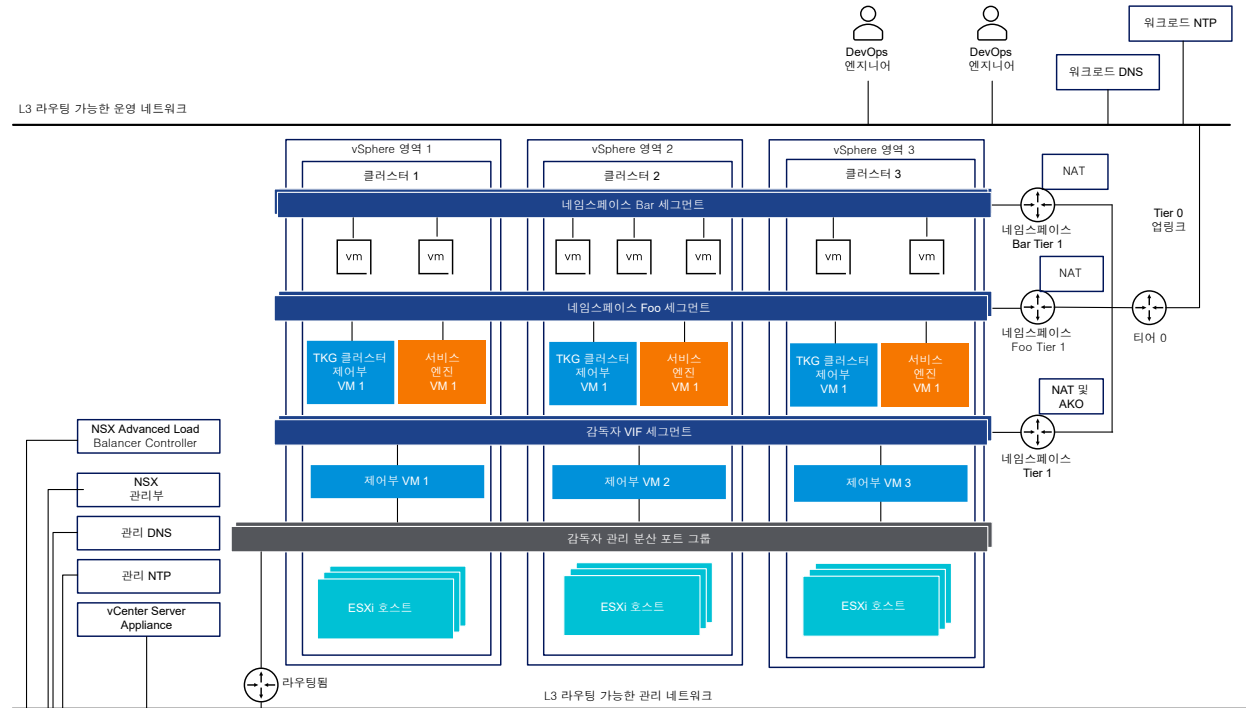 DevOps
엔지니어
DevOps
엔지니어
워크로드 NTP
워크로드 DNS
L3 라우팅 가능한 운영 네트워크
vSphere 영역 1
vSphere 영역 2
vSphere 영역 3
클러스터 1
클러스터 2
클러스터 3
NAT
네임스페이스 Bar 세그먼트
네임스페이스
Bar Tier 1
Tier 0
업링크
vm
vm
vm
vm
vm
vm
vm
NAT
네임스페이스 Foo 세그먼트
네임스페이스
Foo Tier 1
티어 0
TKG 클러스터
제어부
VM 1
서비스
엔진
VM 1
TKG 클러스터
제어부
VM 1
서비스
엔진
VM 1
TKG 클러스터
제어부
VM 1
서비스
엔진
VM 1
NAT 및
AKO
감독자 VIF 세그먼트
네임스페이스
Tier 1
NSX Advanced Load
Balancer Controller
NSX
관리부
관리 DNS
관리 NTP
vCenter Server
Appliance
제어부 VM 1
제어부 VM 2
제어부 VM 3
감독자 관리 분산 포트 그룹
ESXi 호스트
ESXi 호스트
ESXi 호스트
라우팅됨
L3 라우팅 가능한 관리 네트워크